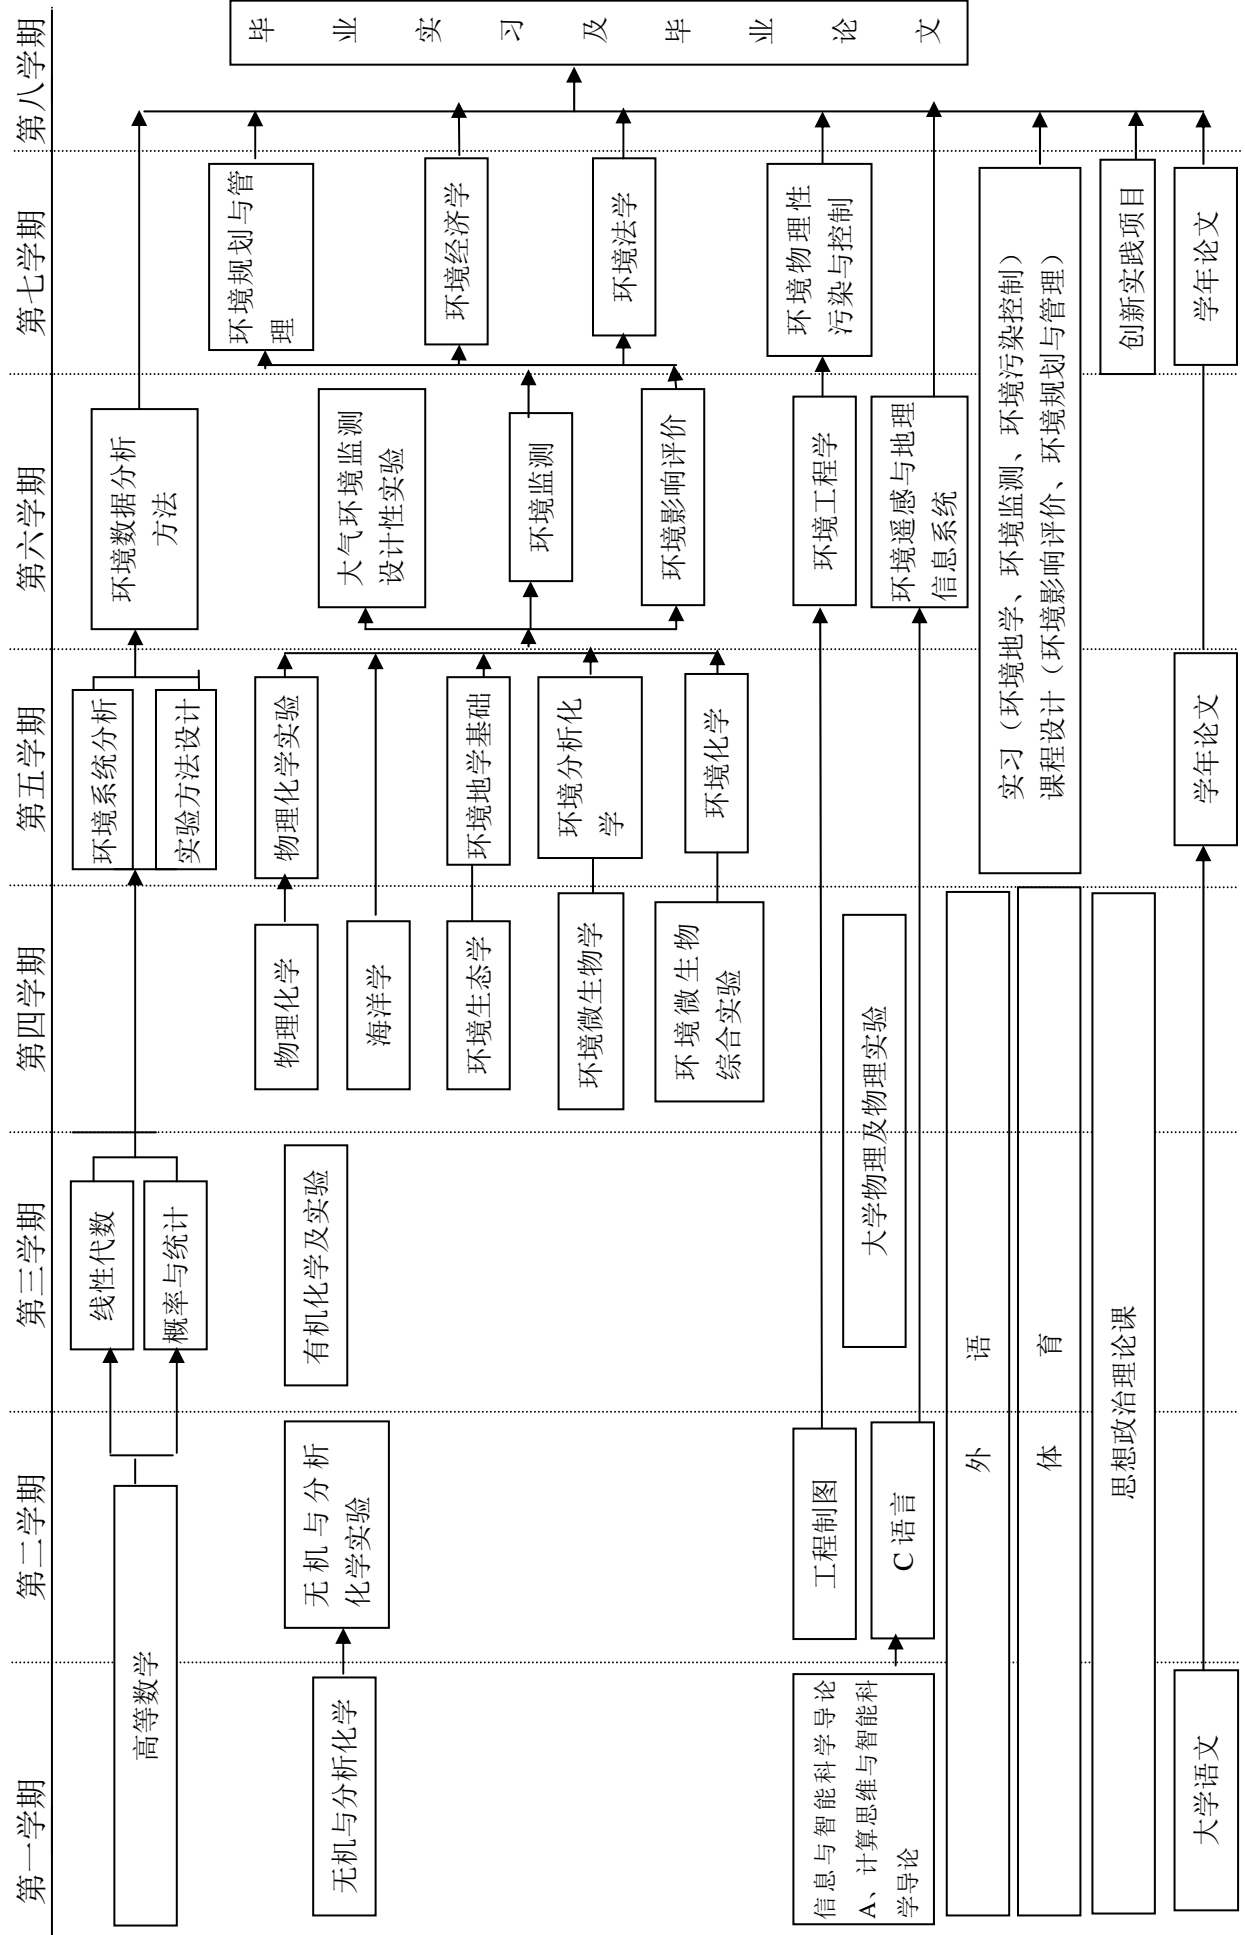 第一学期
第二学期
第三学期
第四学期
第五学期
第六学期
第七学期
第八学期
高等数学
线性代数
概率与统计
环境系统分析
实验方法设计
环境数据分析
方法
无机与分析化学
无机与分析
化学实验
有机化学及实验
物理化学
物理化学实验
海洋学
环境生态学
环境地学基础
环境微生物学
环境分析化
学
环境微生物
综合实验
环境化学
大气环境监测
设计性实验
环境监测
环境影响评价
环境规划与管
理
环境经济学
环境法学
信息与智能科学导论
A、计算思维与智能科
学导论
工程制图
C 语言
大学物理及物理实验
环境工程学
环境遥感与地理
信息系统
环境物理性
污染与控制
外语
体育
思想政治理论课
实习（环境地学、环境监测、环境污染控制）
课程设计（环境影响评价、环境规划与管理）
创新实践项目
大学语文
学年论文
学年论文
毕业实习及毕业论文